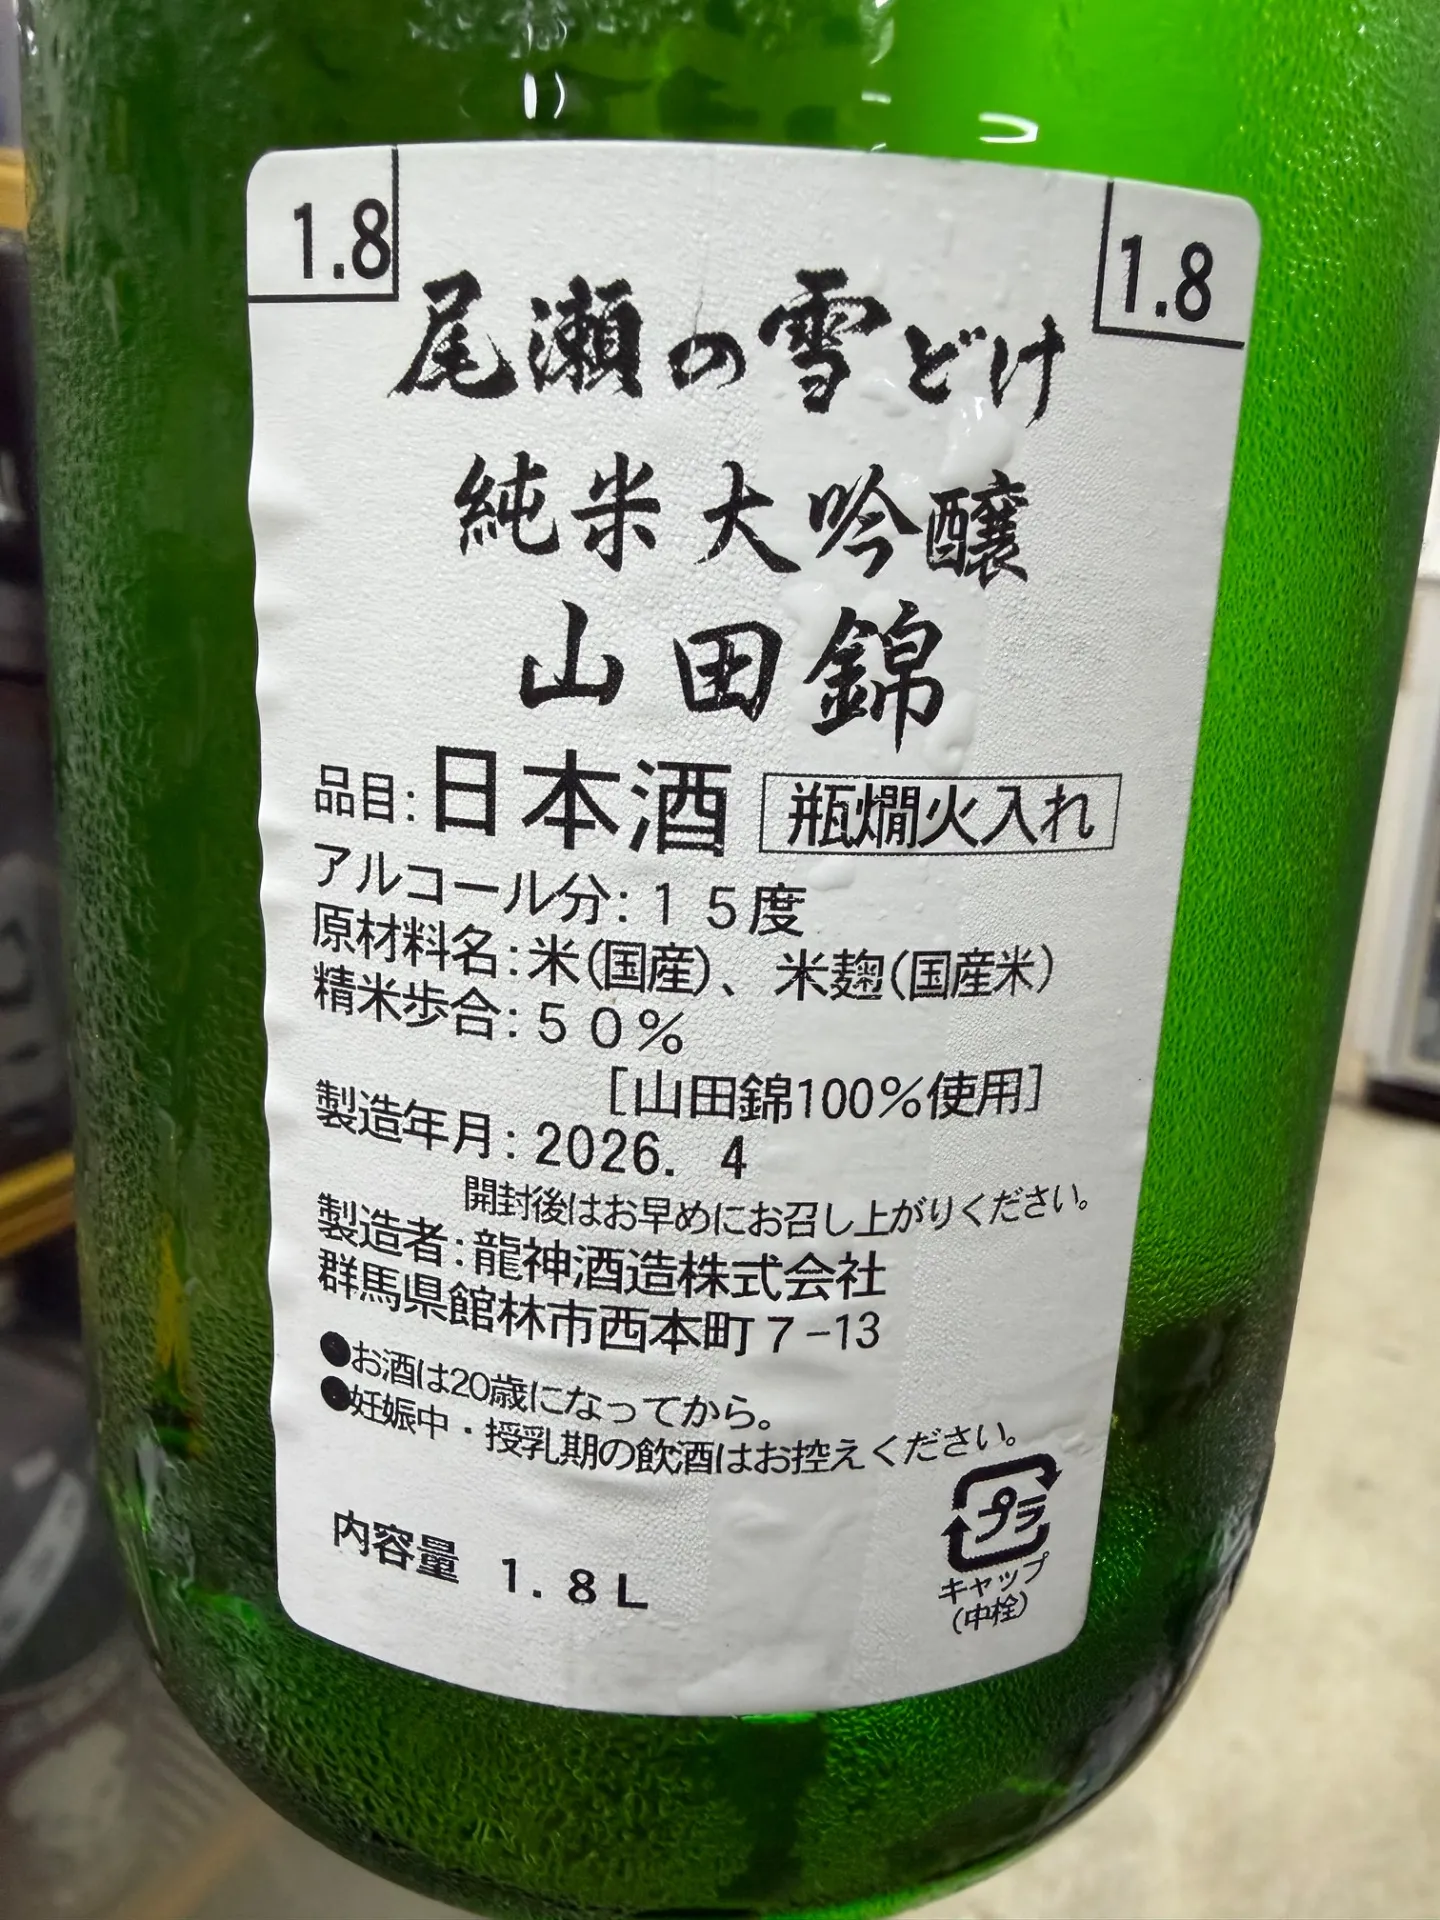 1.8
1.8
尾瀬の雪どけ
純米大吟醸
山田錦
品目:日本酒 瓶燗火入れ
アルコール分:15度
原材料名:米(国産)、米麹(国産米)
精米歩合:50%
[山田錦100%使用]
製造年月:2026. 4
開封後はお早めにお召し上がりください。
製造者:龍神酒造株式会社
群馬県館林市西本町7-13
●お酒は20歳になってから。
●妊娠中・授乳期の飲酒はお控えください。
プラ
キャップ
(中栓)
内容量 1.8L